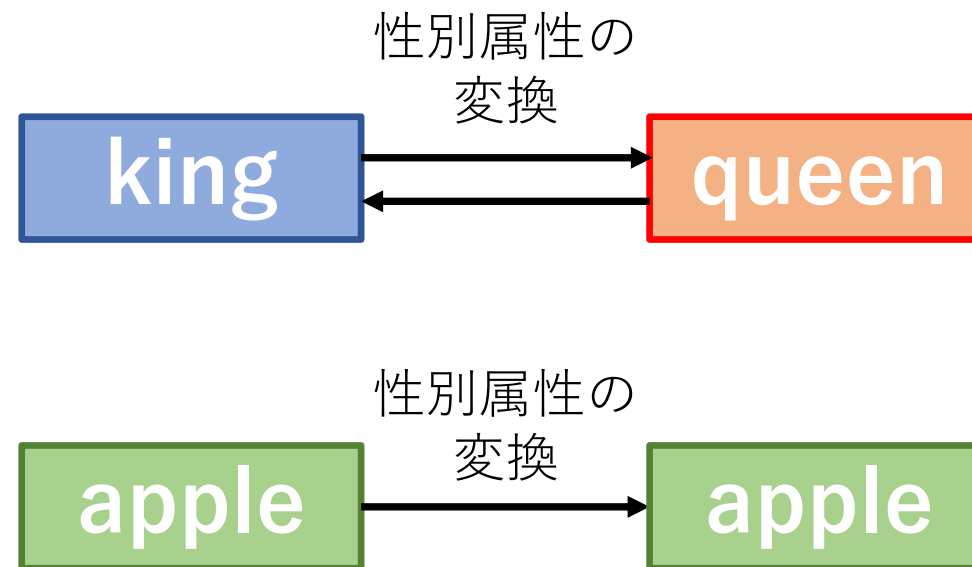 性別属性の
変換
king
queen
性別属性の
変換
apple
apple